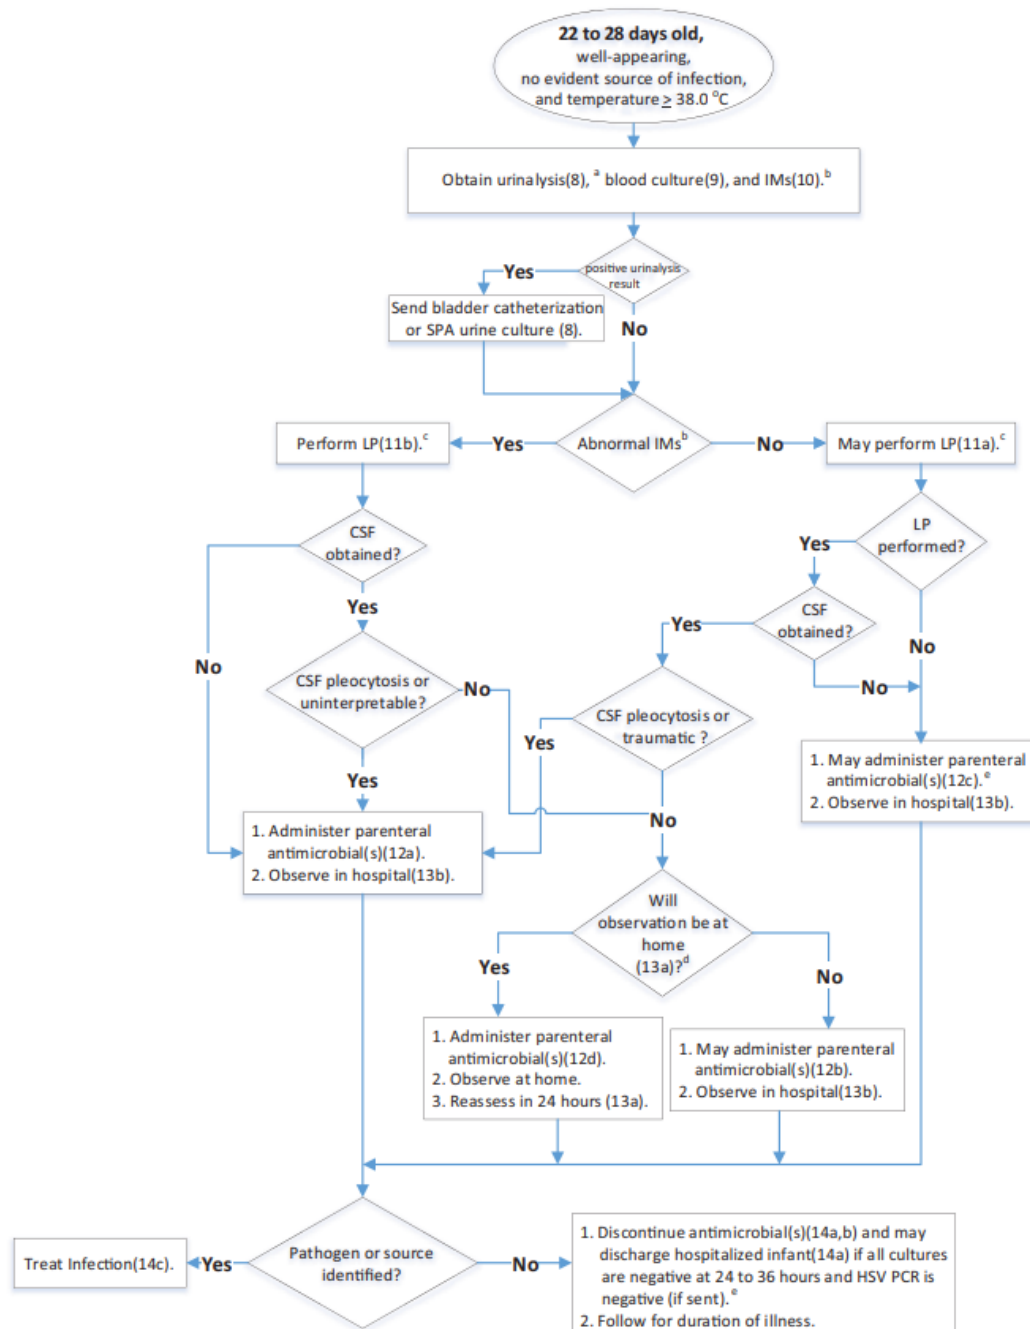 22 to 28 days old,
well-appearing,
no evident source of infection,
and temperature ≥ 38.0 °C
Obtain urinalysis(8), a blood culture(9), and IMs(10).b
positive urinalysis
result
Yes
Send bladder catheterization
or SPA urine culture (8).
No
Abnormal IMsb
Yes
Perform LP(11b).c
No
May perform LP(11a).c
CSF
obtained?
LP
performed?
Yes
Yes
CSF
obtained?
No
No
Yes
No
CSF pleocytosis or
uninterpretable?
No
CSF pleocytosis or
traumatic ?
Yes
Yes
No
1. May administer parenteral
antimicrobial(s)(12c).e
2. Observe in hospital(13b).
1. Administer parenteral
antimicrobial(s)(12a).
2. Observe in hospital(13b).
Will
observation be at
home
(13a)?d
Yes
No
1. Administer parenteral
antimicrobial(s)(12d).
2. Observe at home.
3. Reassess in 24 hours (13a).
1. May administer parenteral
antimicrobial(s)(12b).
2. Observe in hospital(13b).
Pathogen or source
identified?
Yes
Treat Infection(14c).
No
1. Discontinue antimicrobial(s)(14a,b) and may
discharge hospitalized infant(14a) if all cultures
are negative at 24 to 36 hours and HSV PCR is
negative (if sent).e
2. Follow for duration of illness.